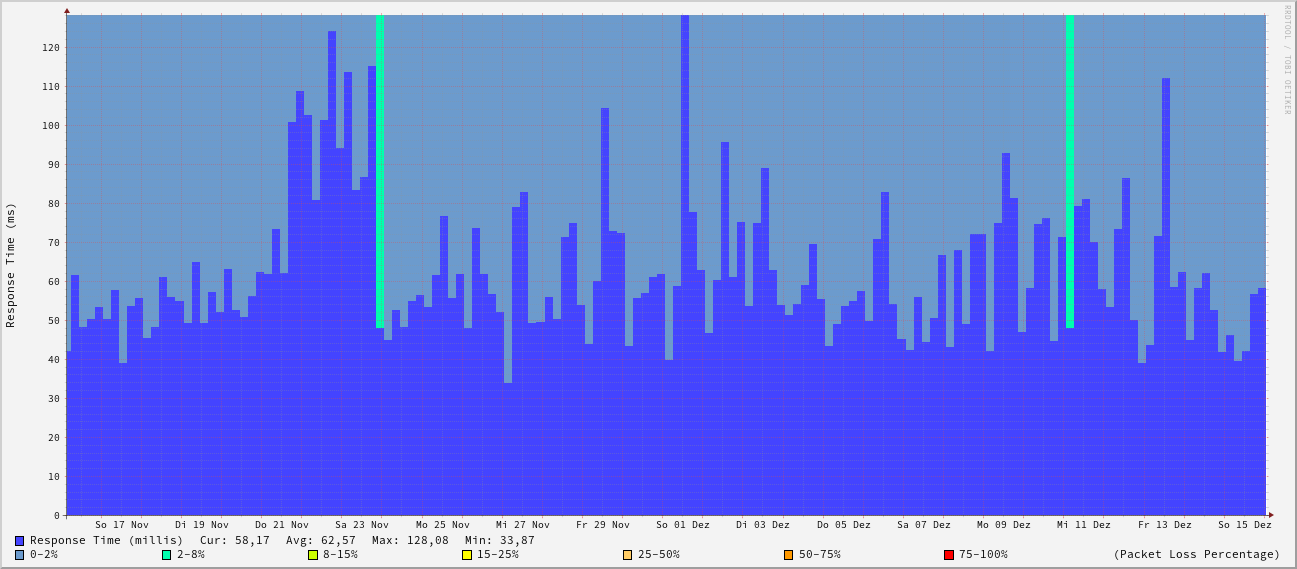 RRDTOOL / TOBI OETIKER
Response Time (ms)
120
110
100
90
80
70
60
50
40
30
20
10
0
So 17 Nov Di 19 Nov Do 21 Nov Sa 23 Nov Mo 25 Nov Mi 27 Nov Fr 29 Nov So 01 Dez Di 03 Dez Do 05 Dez Sa 07 Dez Mo 09 Dez Mi 11 Dez Fr 13 Dez So 15 Dez
Response Time (millis) Cur: 58,17 Avg: 62,57 Max: 128,08 Min: 33,87
0-2% 2-8% 8-15% 15-25% 25-50% 50-75% 75-100% (Packet Loss Percentage)